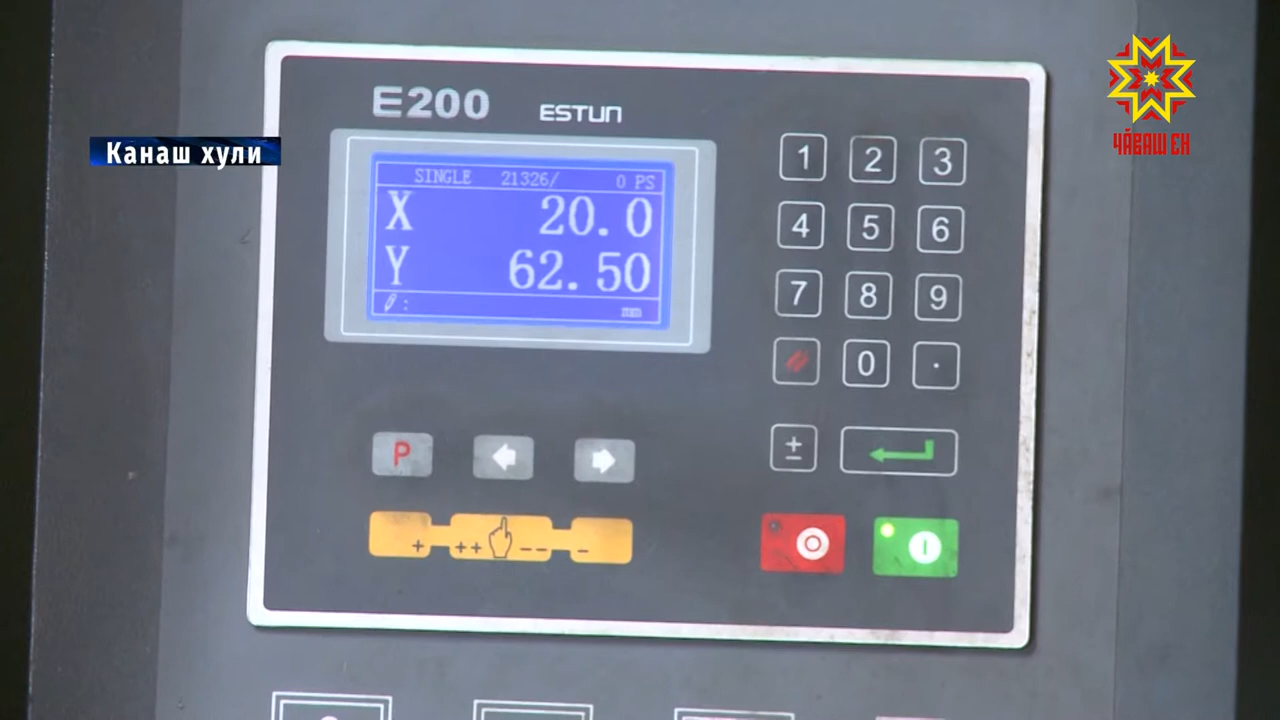 E200 ESTUN
Канаш хули
ЧӐВАШ ЕН
SINGLE 21326/ 0 PS
X 20.0
Y 62.50
: mm
1 2 3
4 5 6
7 8 9
0 .
±
P
+ ++ -- -